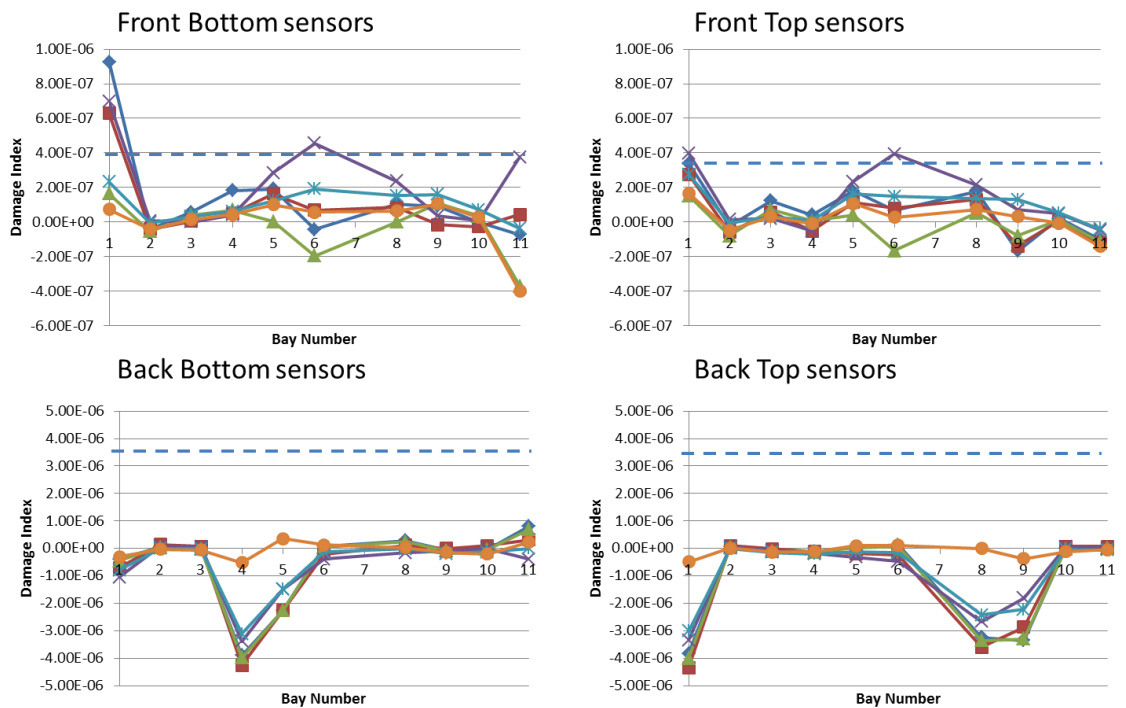 Front Bottom sensors
1.00E-06
8.00E-07
6.00E-07
4.00E-07
2.00E-07
0.00E+00
-2.00E-07
-4.00E-07
-6.00E-07
Damage Index
1 2 3 4 5 6 7 8 9 10 11
Bay Number
Front Top sensors
1.00E-06
8.00E-07
6.00E-07
4.00E-07
2.00E-07
0.00E+00
-2.00E-07
-4.00E-07
-6.00E-07
Damage Index
1 2 3 4 5 6 7 8 9 10 11
Bay Number
Back Bottom sensors
5.00E-06
4.00E-06
3.00E-06
2.00E-06
1.00E-06
0.00E+00
-1.00E-06
-2.00E-06
-3.00E-06
-4.00E-06
-5.00E-06
Damage Index
1 2 3 4 5 6 7 8 9 10 11
Bay Number
Back Top sensors
5.00E-06
4.00E-06
3.00E-06
2.00E-06
1.00E-06
0.00E+00
-1.00E-06
-2.00E-06
-3.00E-06
-4.00E-06
-5.00E-06
Damage Index
1 2 3 4 5 6 7 8 9 10 11
Bay Number